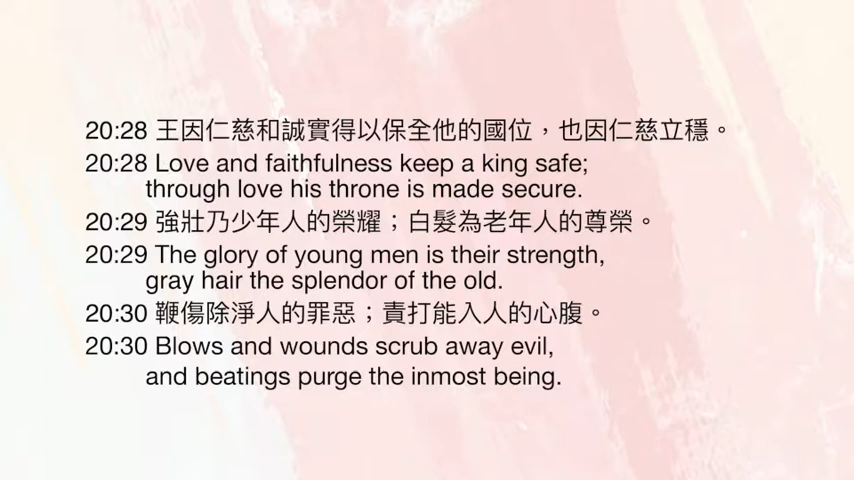 20:28 王因仁慈和誠實得以保全他的國位，也因仁慈立穩。
20:28 Love and faithfulness keep a king safe;
through love his throne is made secure.
20:29 強壯乃少年人的榮耀；白髮為老年人的尊榮。
20:29 The glory of young men is their strength,
gray hair the splendor of the old.
20:30 鞭傷除淨人的罪惡；責打能入人的心腹。
20:30 Blows and wounds scrub away evil,
and beatings purge the inmost being.